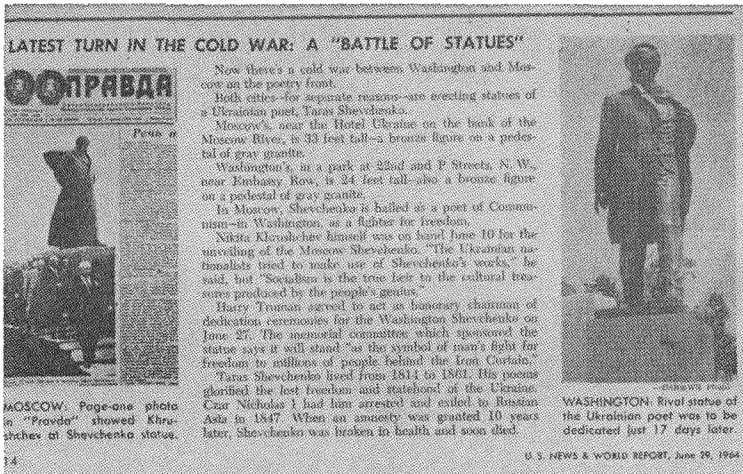 LATEST TURN IN THE COLD WAR: A "BATTLE OF STATUES"
ПРАВДА
Речь
Now there's a cold war between Washington and Mos-
cow on the poetry front.
Both cities--for separate reasons--are erecting statues of
a Ukrainian poet, Taras Shevchenko.
Moscow's, near the Hotel Ukraine on the bank of the
Moscow River, is 33 feet tall--a bronze figure on a pedes-
tal of gray granite.
Washington's, in a park at 22nd and P Streets, N. W.,
near Embassy Row, is 24 feet tall--also a bronze figure
on a pedestal of gray granite.
In Moscow, Shevchenko is hailed as a poet of Commu-
nism--in Washington, as a fighter for freedom.
Nikita Khrushchev himself was on hand June 10 for the
unveiling of the Moscow Shevchenko. "The Ukrainian na-
tionalists tried to make use of Shevchenko's works," he
said, but "Socialism is the true heir to the cultural trea-
sures produced by the people's genius."
Harry Truman agreed to act as honorary chairman of
dedication ceremonies for the Washington Shevchenko on
June 27. The memorial committee which sponsored the
statue says it will stand "as the symbol of man's fight for
freedom to millions of people behind the Iron Curtain."
Taras Shevchenko lived from 1814 to 1861. His poems
glorified the lost freedom and statehood of the Ukraine.
Czar Nicholas I had him arrested and exiled to Russian
Asia in 1847. When an amnesty was granted 10 years
later, Shevchenko was broken in health and soon died.
MOSCOW: Page-one photo
in "Pravda" showed Khru-
shchev at Shevchenko statue.
WASHINGTON: Rival statue of
the Ukrainian poet was to be
dedicated just 17 days later.
14
U. S. NEWS & WORLD REPORT, June 29, 1964